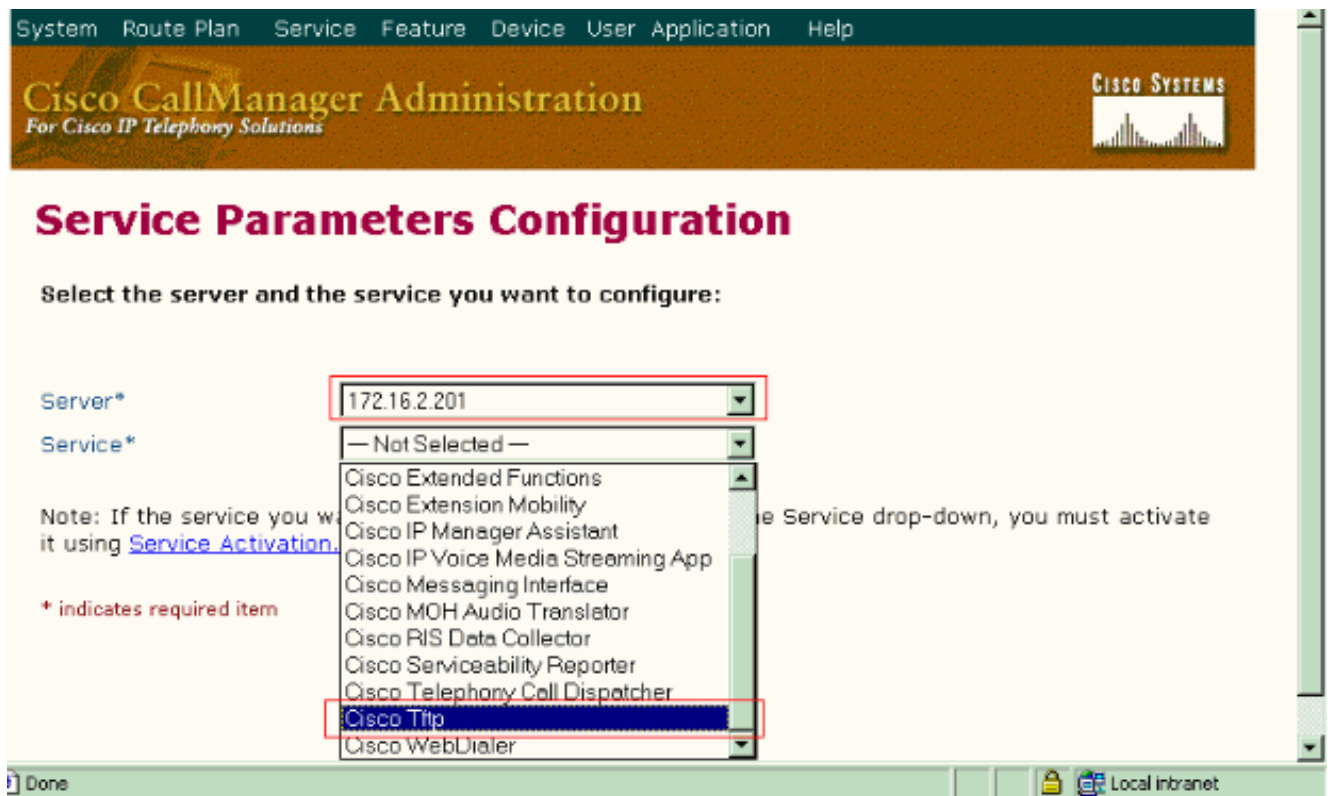 System Route Plan Service Feature Device User Application Help
Cisco CallManager Administration
For Cisco IP Telephony Solutions
CISCO SYSTEMS
Service Parameters Configuration
Select the server and the service you want to configure:
Server* 172.16.2.201
Service* — Not Selected —
Cisco Extended Functions
Cisco Extension Mobility
Cisco IP Manager Assistant
Cisco IP Voice Media Streaming App
Cisco Messaging Interface
Cisco MOH Audio Translator
Cisco RIS Data Collector
Cisco Serviceability Reporter
Cisco Telephony Call Dispatcher
Cisco Tftp
Cisco WebDialer
Note: If the service you Service drop-down, you must activate
it using Service Activation.
* indicates required item
Done Local intranet